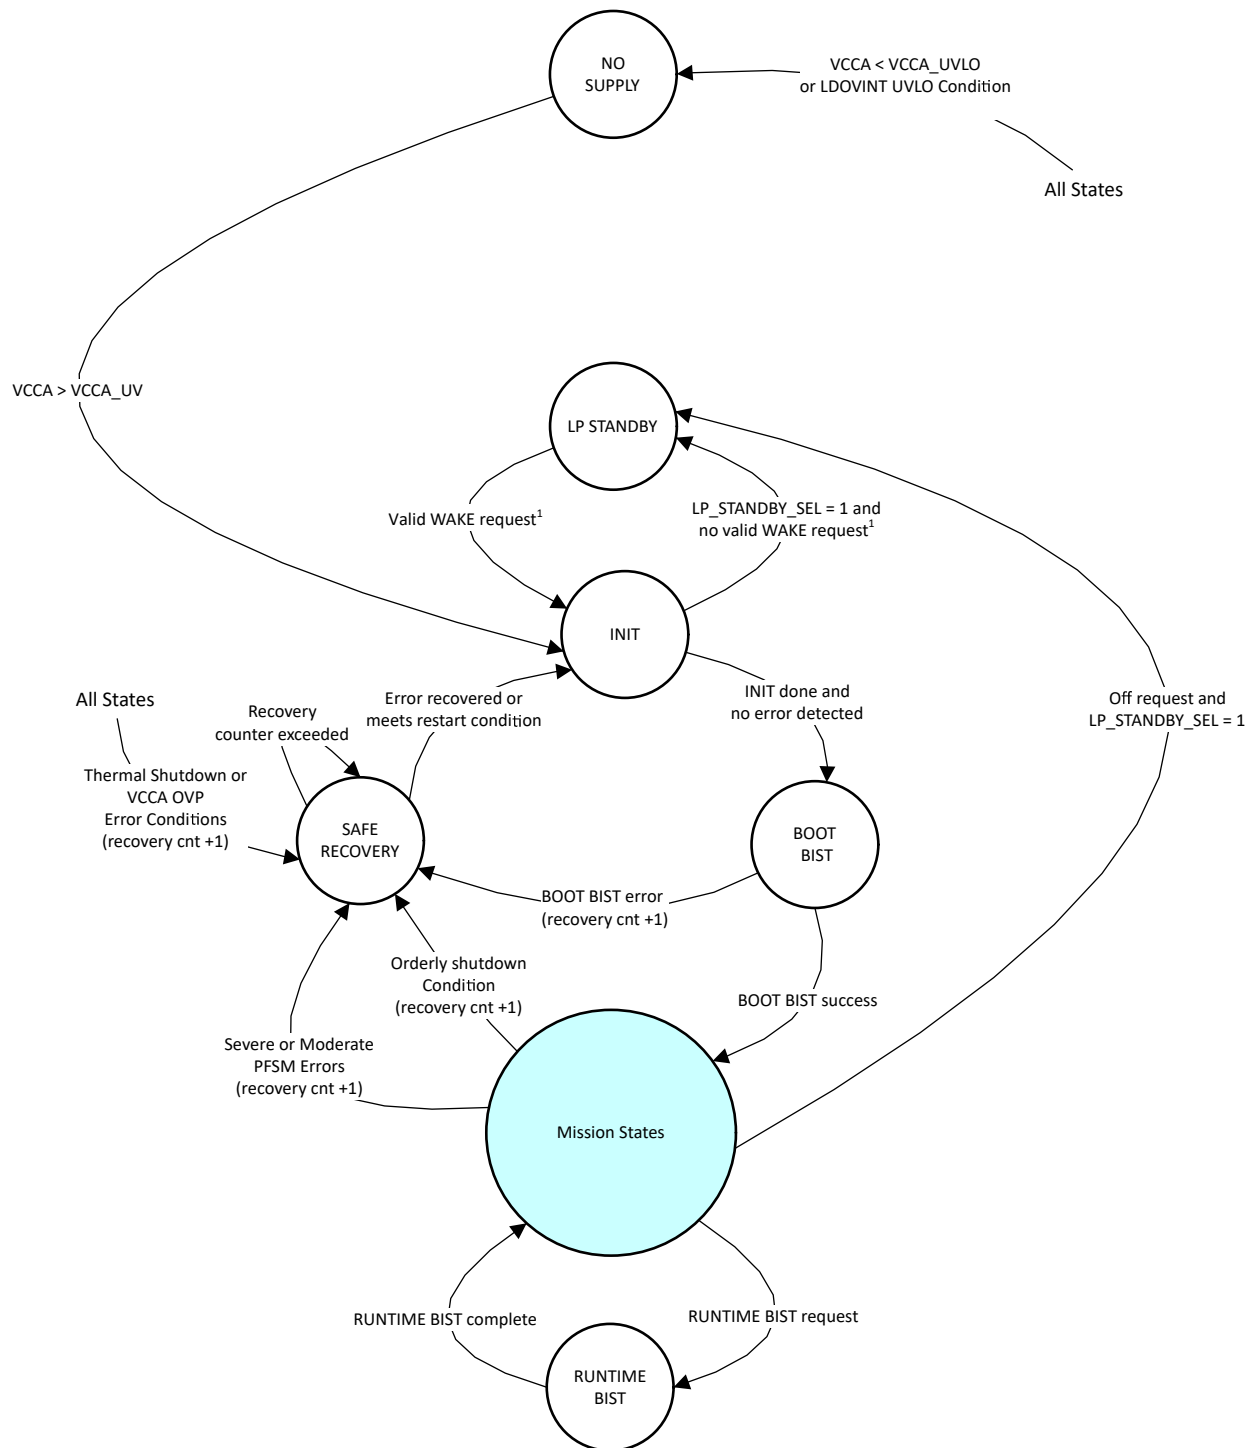 NO
SUPPLY
VCCA < VCCA_UVLO
or LDOVINT UVLO Condition
All States
VCCA > VCCA_UV
LP STANDBY
Valid WAKE request¹
LP_STANDBY_SEL = 1 and
no valid WAKE request¹
INIT
All States
Recovery
counter exceeded
Error recovered or
meets restart condition
INIT done and
no error detected
Off request and
LP_STANDBY_SEL = 1
Thermal Shutdown or
VCCA OVP
Error Conditions
(recovery cnt +1)
SAFE
RECOVERY
BOOT
BIST
BOOT BIST error
(recovery cnt +1)
Orderly shutdown
Condition
(recovery cnt +1)
BOOT BIST success
Severe or Moderate
PFSM Errors
(recovery cnt +1)
Mission States
RUNTIME BIST complete
RUNTIME BIST request
RUNTIME
BIST